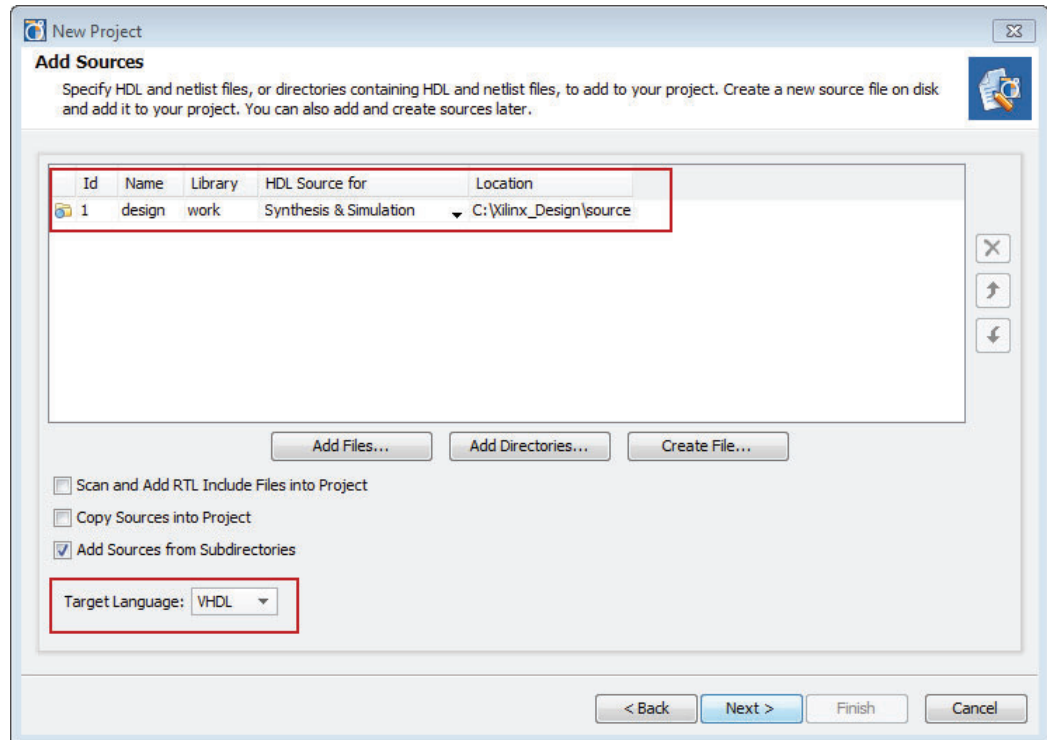 New Project
Add Sources
Specify HDL and netlist files, or directories containing HDL and netlist files, to add to your project. Create a new source file on disk
and add it to your project. You can also add and create sources later.
Id Name Library HDL Source for Location
1 design work Synthesis & Simulation C:\Xilinx_Design\source
Add Files... Add Directories... Create File...
Scan and Add RTL Include Files into Project
Copy Sources into Project
Add Sources from Subdirectories
Target Language: VHDL
< Back Next > Finish Cancel